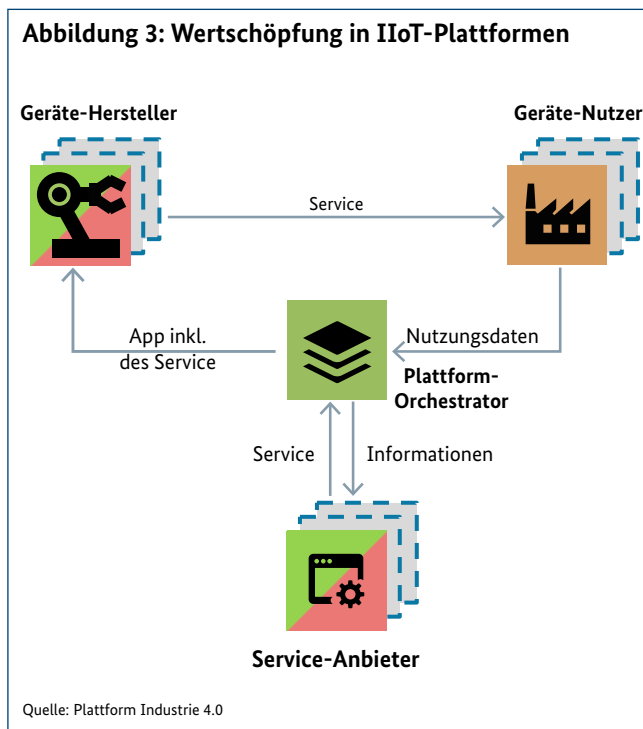 Abbildung 3: Wertschöpfung in IIoT-Plattformen
Geräte-Hersteller
Geräte-Nutzer
Service
App inkl.
des Service
Nutzungsdaten
Plattform-
Orchestrator
Service
Informationen
Service-Anbieter
Quelle: Plattform Industrie 4.0